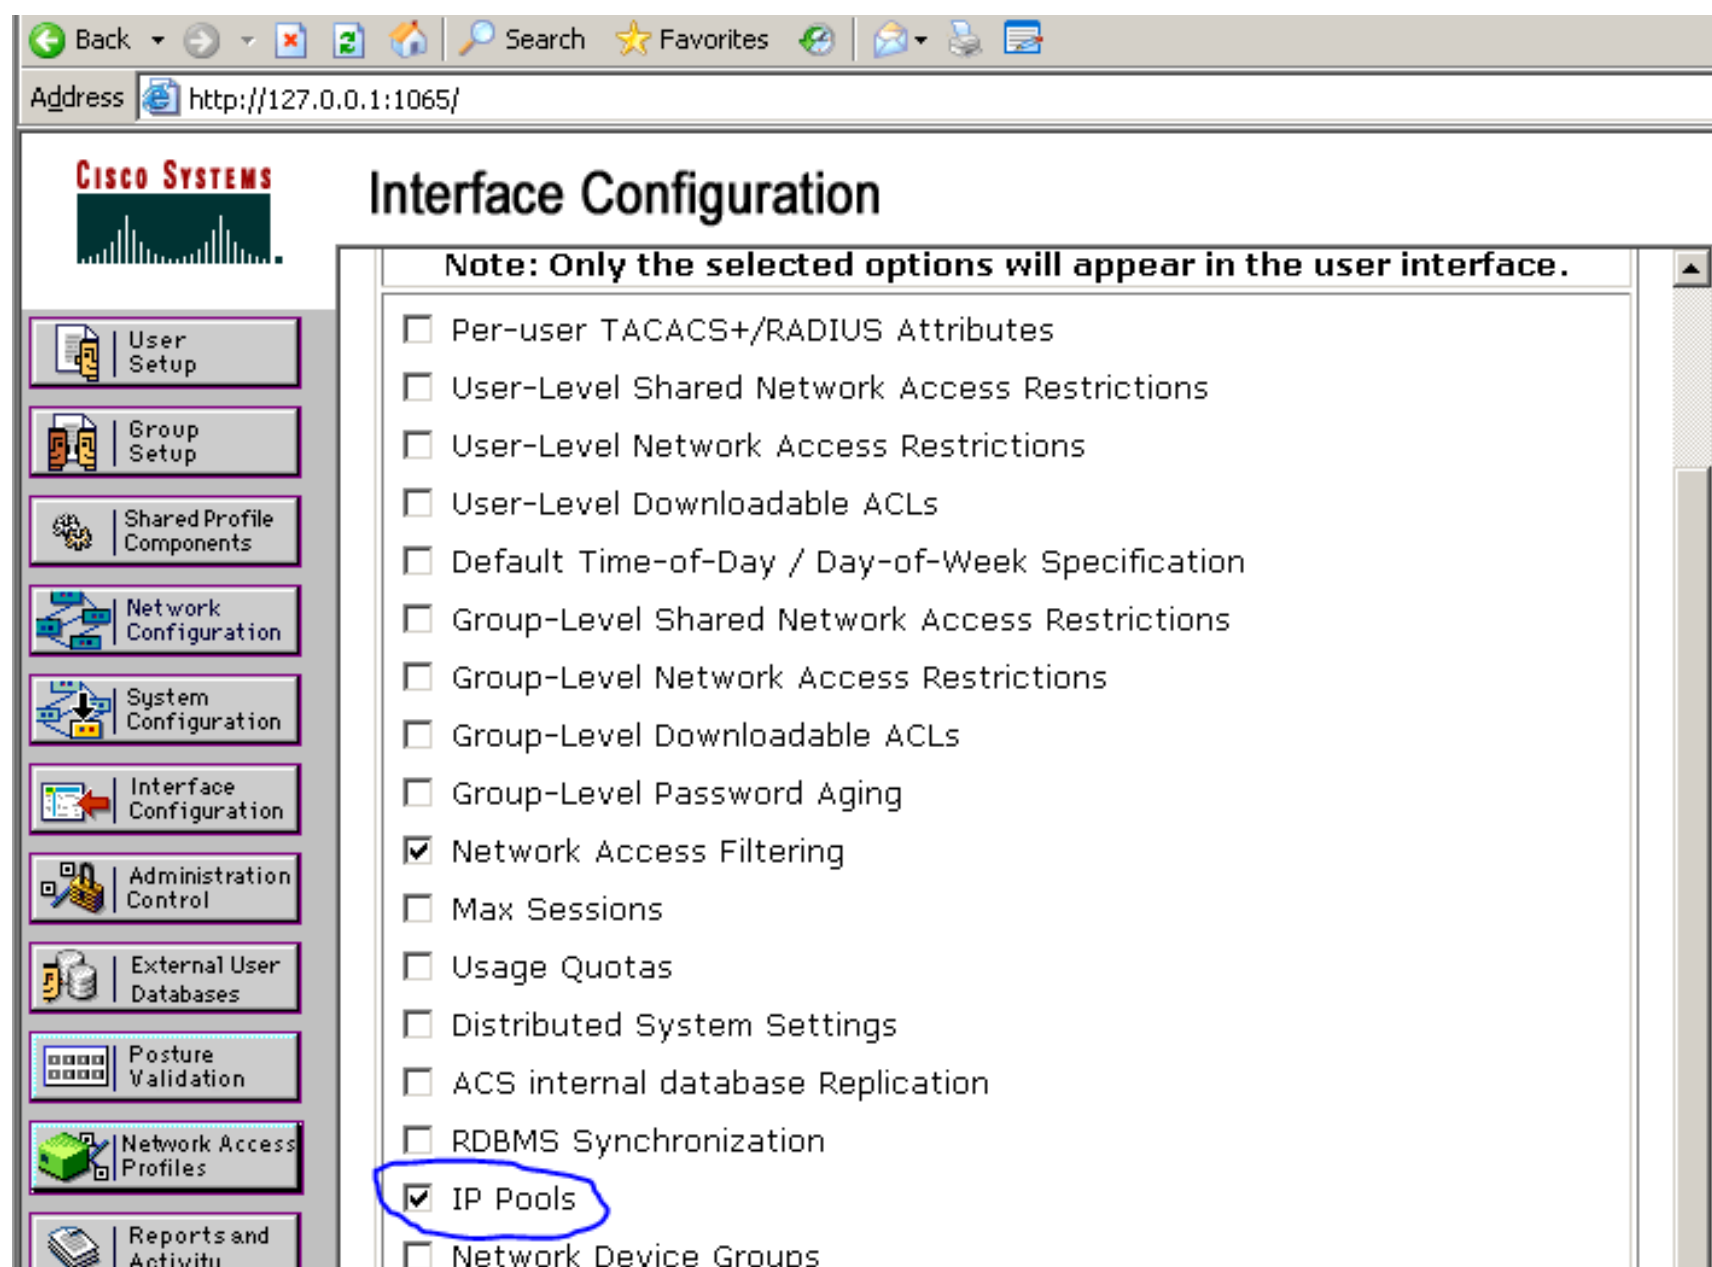 Back
Search
Favorites
Address
http://127.0.0.1:1065/
CISCO SYSTEMS
Interface Configuration
Note: Only the selected options will appear in the user interface.
User
Setup
Group
Setup
Shared Profile
Components
Network
Configuration
System
Configuration
Interface
Configuration
Administration
Control
External User
Databases
Posture
Validation
Network Access
Profiles
Reports and
Activity
Per-user TACACS+/RADIUS Attributes
User-Level Shared Network Access Restrictions
User-Level Network Access Restrictions
User-Level Downloadable ACLs
Default Time-of-Day / Day-of-Week Specification
Group-Level Shared Network Access Restrictions
Group-Level Network Access Restrictions
Group-Level Downloadable ACLs
Group-Level Password Aging
Network Access Filtering
Max Sessions
Usage Quotas
Distributed System Settings
ACS internal database Replication
RDBMS Synchronization
IP Pools
Network Device Groups